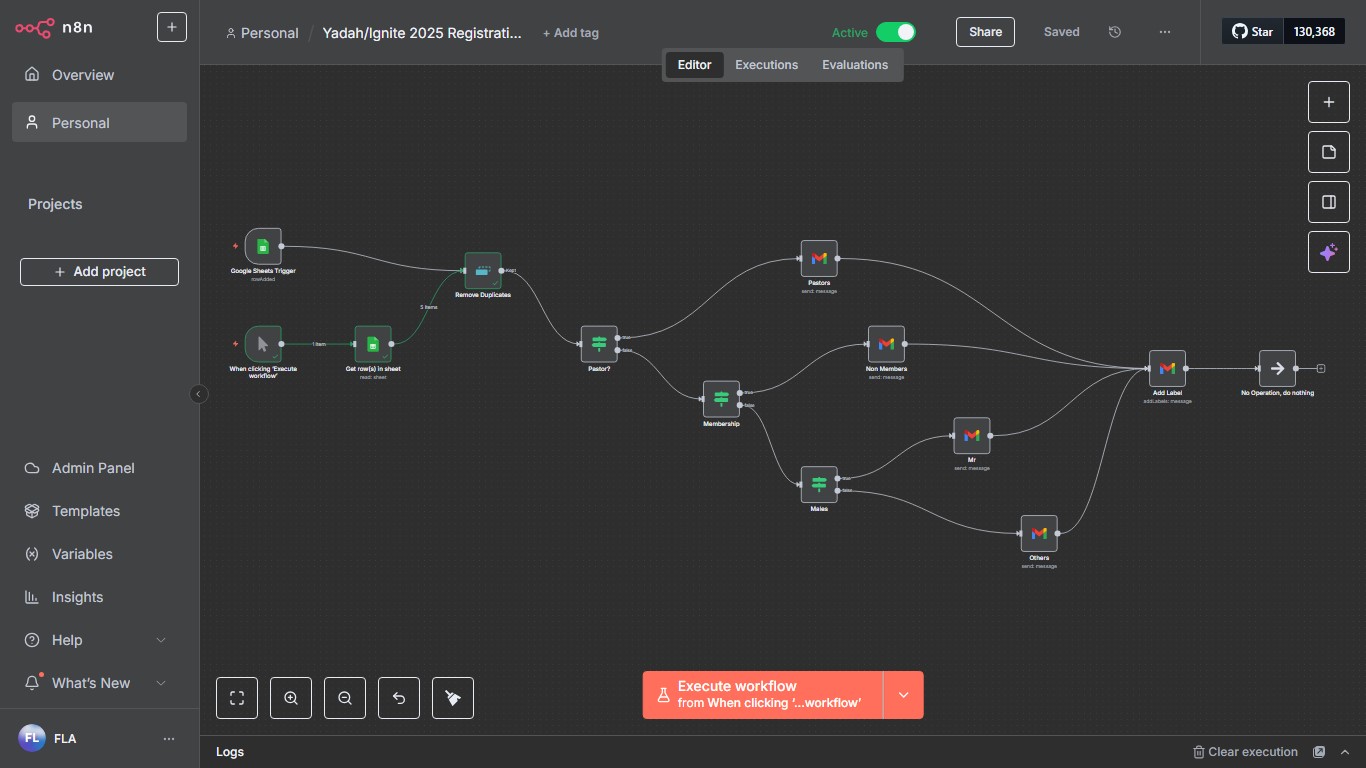 n8n
Personal / Yadah/Ignite 2025 Registrati...
+ Add tag
Active
Share
Saved
Star 130,368
Editor
Executions
Evaluations
Overview
Personal
Projects
Add project
Admin Panel
Templates
Variables
Insights
Help
What's New
FL FLA
Google Sheets Trigger
rowAdded
When clicking 'Execute
workflow'
1 item
Get row(s) in sheet
read: sheet
5 items
Remove Duplicates
Kept
Pastor?
true
false
Membership
true
false
Males
true
false
Pastors
send: message
Non Members
send: message
Mr
send: message
Others
send: message
Add Label
addLabels: message
No Operation, do nothing
Execute workflow
from When clicking '...workflow'
Logs
Clear execution